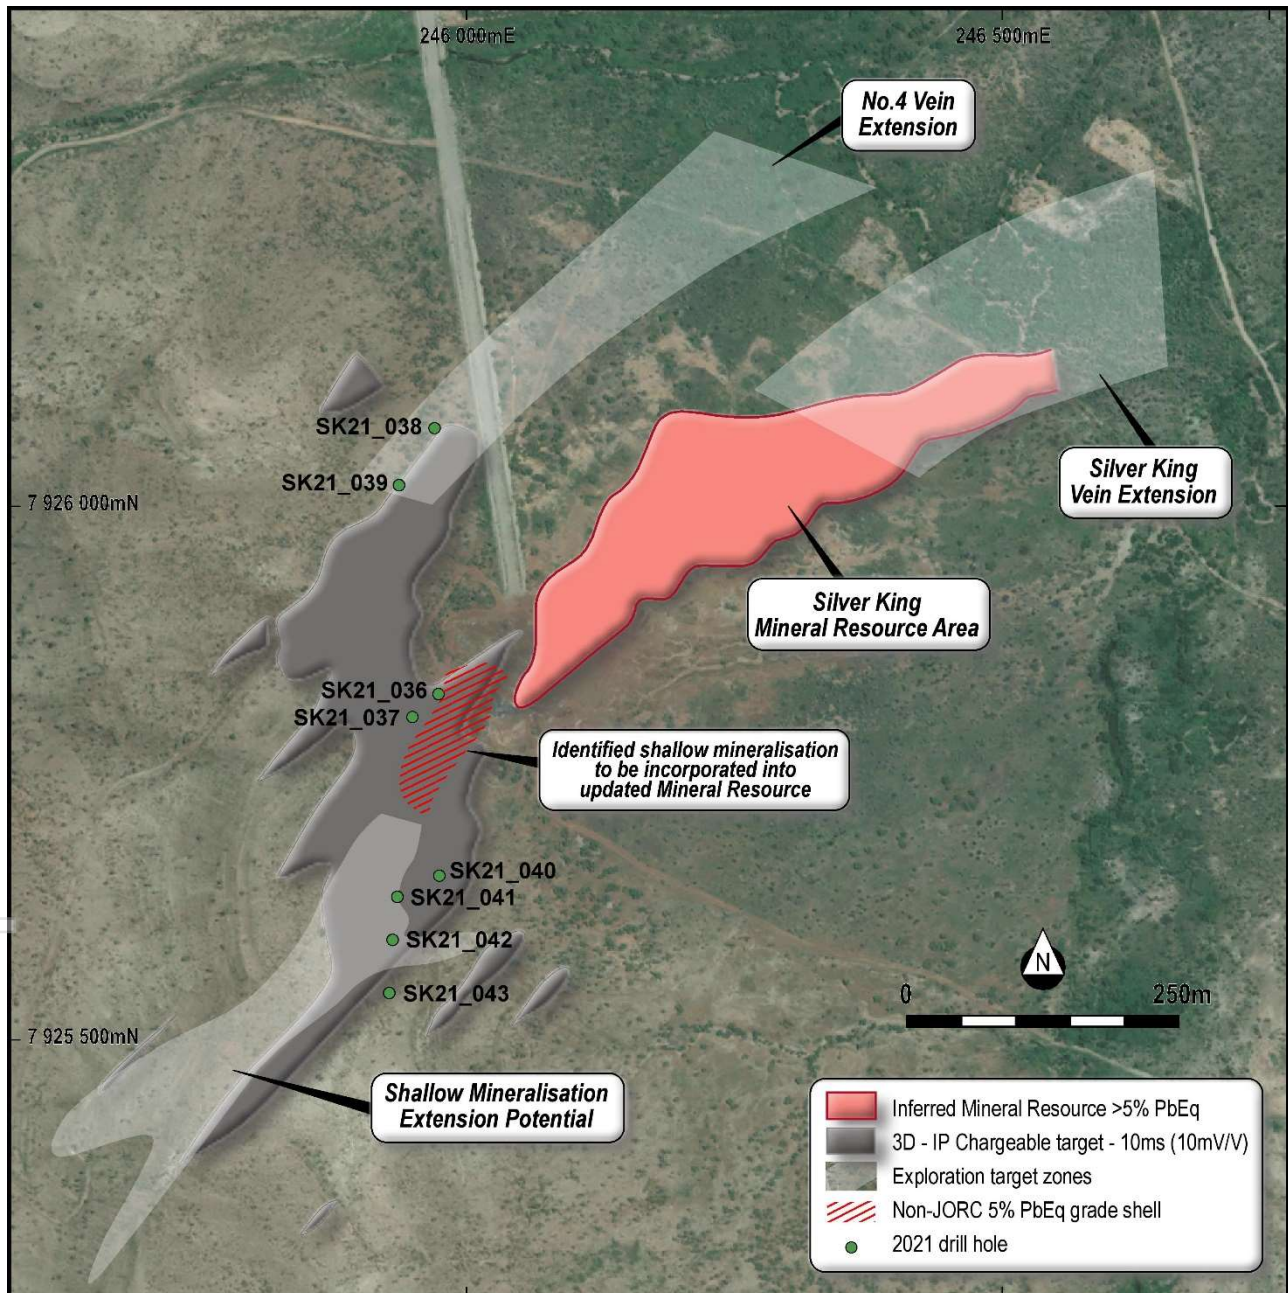 246 000mE
246 500mE
No.4 Vein
Extension
SK21_038
SK21_039
7 926 000mN
Silver King
Vein Extension
Silver King
Mineral Resource Area
SK21_036
SK21_037
Identified shallow mineralisation
to be incorporated into
updated Mineral Resource
SK21_040
SK21_041
SK21_042
SK21_043
N
0 250m
7 925 500mN
Shallow Mineralisation
Extension Potential
Inferred Mineral Resource >5% PbEq
3D - IP Chargeable target - 10ms (10mV/V)
Exploration target zones
Non-JORC 5% PbEq grade shell
2021 drill hole